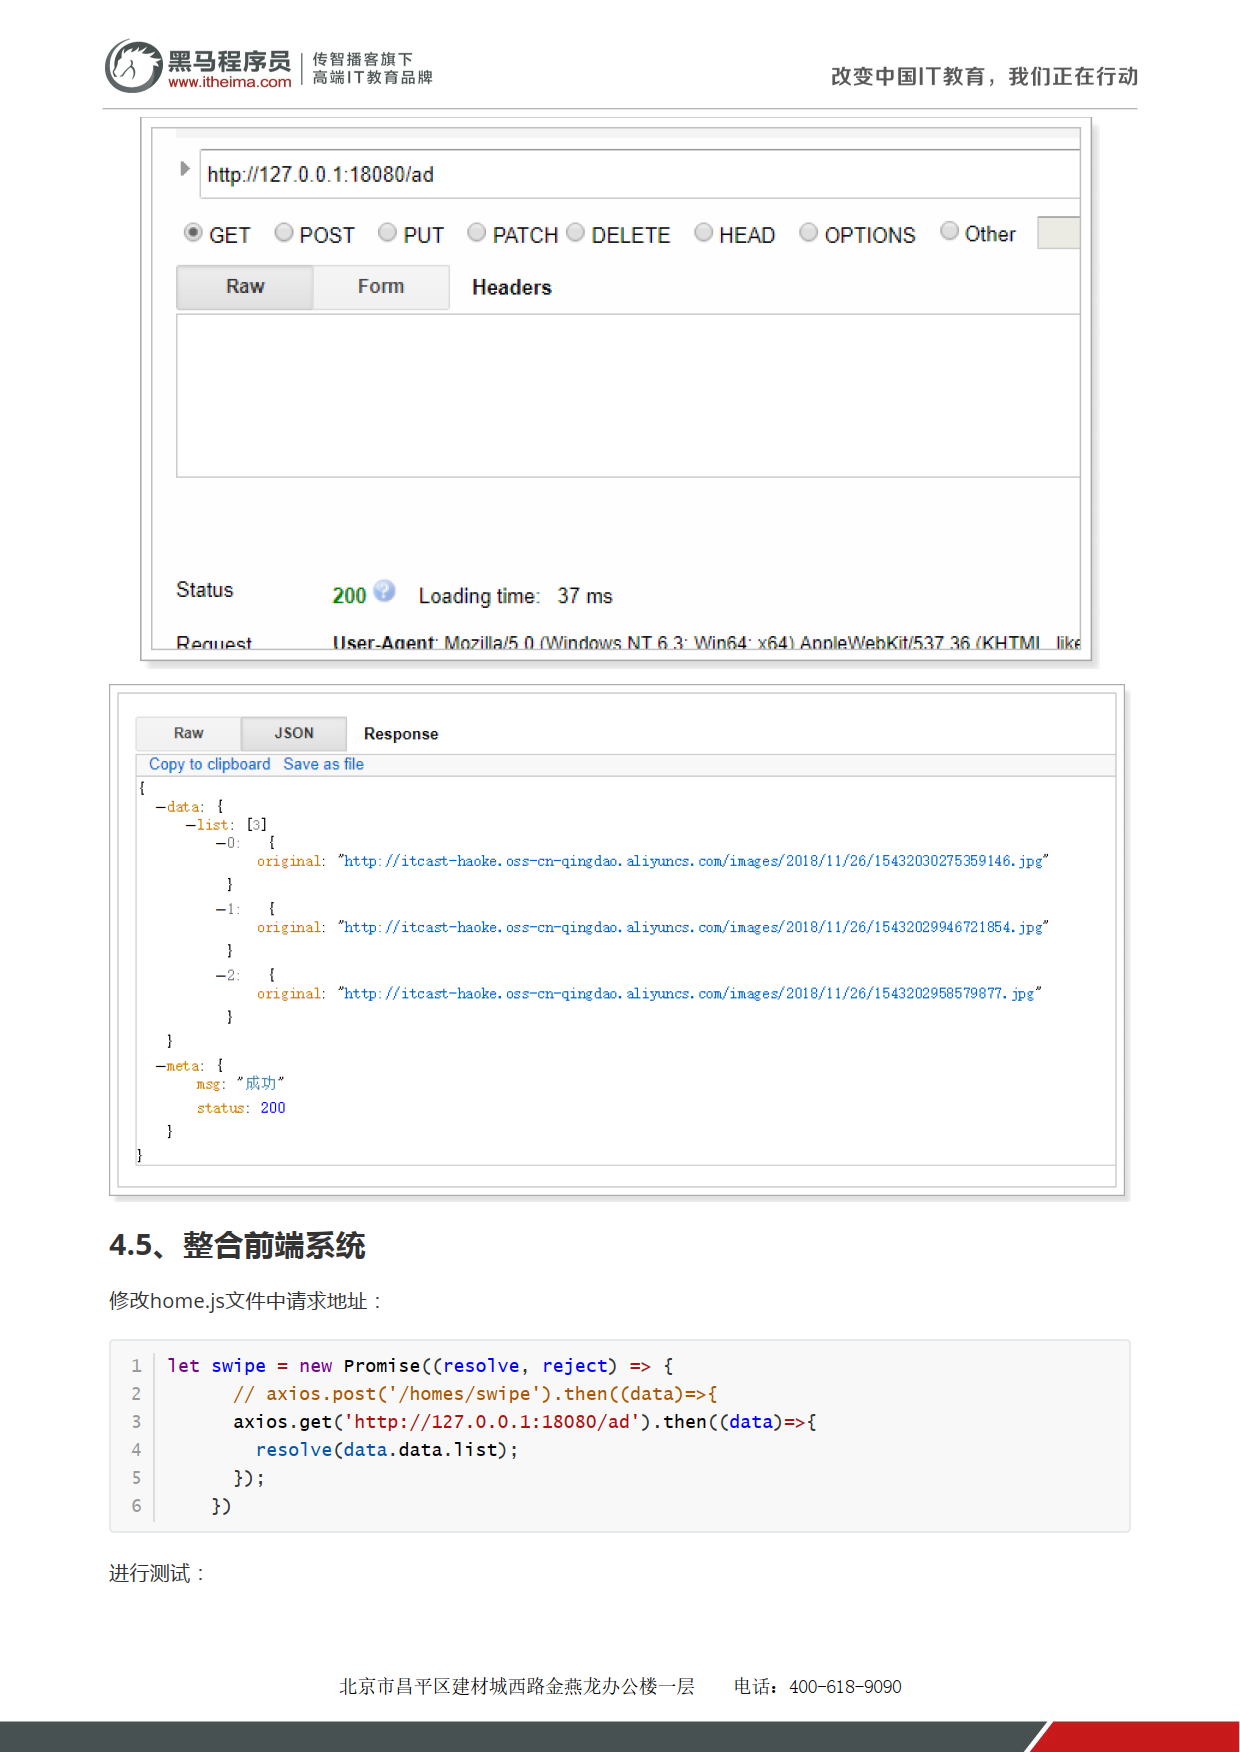 黑马程序员
www.itheima.com
传智播客旗下
高端IT教育品牌
改变中国IT教育，我们正在行动
http://127.0.0.1:18080/ad
GET POST PUT PATCH DELETE HEAD OPTIONS Other
Raw Form Headers
Status 200 Loading time: 37 ms
Request User-Agent: Mozilla/5.0 (Windows NT 6.3; Win64; x64) AppleWebKit/537.36 (KHTML, like
Raw JSON Response
Copy to clipboard Save as file
{
—data: {
—list: [3]
—0: {
original: "http://itcast-haoke.oss-cn-qingdao.aliyuncs.com/images/2018/11/26/15432030275359146.jpg"
}
—1: {
original: "http://itcast-haoke.oss-cn-qingdao.aliyuncs.com/images/2018/11/26/15432029946721854.jpg"
}
—2: {
original: "http://itcast-haoke.oss-cn-qingdao.aliyuncs.com/images/2018/11/26/1543202958579877.jpg"
}
}
—meta: {
msg: "成功"
status: 200
}
}
4.5、整合前端系统
修改home.js文件中请求地址：
1 let swipe = new Promise((resolve, reject) => {
2 // axios.post('/homes/swipe').then((data)=>{
3 axios.get('http://127.0.0.1:18080/ad').then((data)=>{
4 resolve(data.data.list);
5 });
6 })
进行测试：
北京市昌平区建材城西路金燕龙办公楼一层 电话：400-618-9090